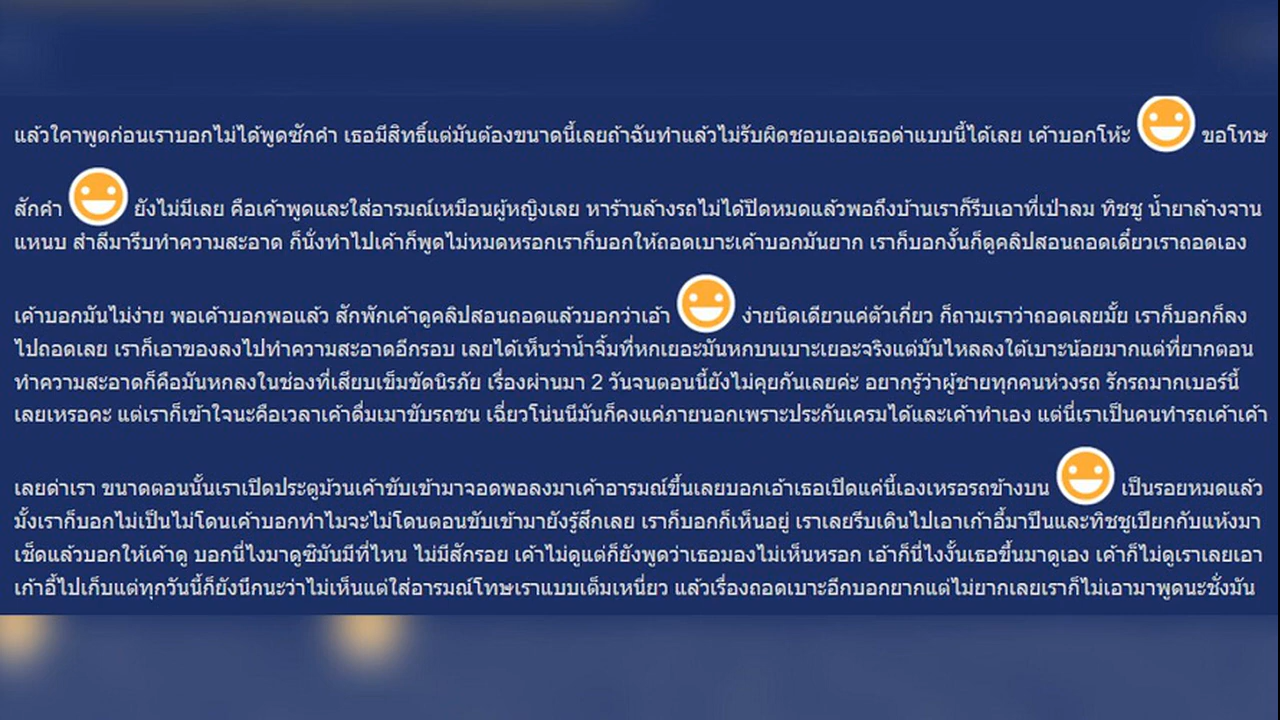 แล้วใคาพูดก่อนเราบอกไม่ได้พูดซักคำ เธอมีสิทธิ์แต่มันต้องขนาดนี้เลยถ้าฉันทำแล้วไม่รับผิดชอบเออเธอด่าแบบนี้ได้เลย เค้าบอกโห้ะ ขอโทษ
สักคำ ยังไม่มีเลย คือเค้าพูดและใส่อารมณ์เหมือนผู้หญิงเลย หาร้านล้างรถไม่ได้ปิดหมดแล้วพอถึงบ้านเราก็รีบเอาที่เป่าลม ทิชชู น้ำยาล้างจาน
แหนบ สำลีมารีบทำความสะอาด ก็นั่งทำไปเค้าก็พูดไม่หมดหรอกเราก็บอกให้ถอดเบาะเค้าบอกมันยาก เราก็บอกงั้นก็ดูคลิปสอนถอดเดี๋ยวเราถอดเอง
เค้าบอกมันไม่ง่าย พอเค้าบอกพอแล้ว สักพักเค้าดูคลิปสอนถอดแล้วบอกว่าเอ้า ง่ายนิดเดียวแค่ตัวเกี่ยว ก็ถามเราว่าถอดเลยมั้ย เราก็บอกก็ลง
ไปถอดเลย เราก็เอาของลงไปทำความสะอาดอีกรอบ เลยได้เห็นว่าน้ำจิ้มที่หกเยอะมันหกบนเบาะเยอะจริงแต่มันไหลลงใต้เบาะน้อยมากแต่ที่ยากตอน
ทำความสะอาดก็คือมันหกลงในช่องที่เสียบเข็มขัดนิรภัย เรื่องผ่านมา 2 วันจนตอนนี้ยังไม่คุยกันเลยค่ะ อยากรู้ว่าผู้ชายทุกคนห่วงรถ รักรถมากเบอร์นี้
เลยเหรอคะ แต่เราก็เข้าใจนะคือเวลาเค้าดื่มเมาขับรถชน เฉี่ยวโน่นนีมันก็คงแค่ภายนอกเพราะประกันเครมได้และเค้าทำเอง แต่นี่เราเป็นคนทำรถเค้าเค้า
เลยด่าเรา ขนาดตอนนั้นเราเปิดประตูม้วนเค้าขับเข้ามาจอดพอลงมาเค้าอารมณ์ขึ้นเลยบอกเอ้าเธอเปิดแค่นี้เองเหรอรถข้างบน เป็นรอยหมดแล้ว
มั้งเราก็บอกไม่เป็นไม่โดนเค้าบอกทำไมจะไม่โดนตอนขับเข้ามายังรู้สึกเลย เราก็บอกก็เห็นอยู่ เราเลยรีบเดินไปเอาเก้าอี้มาปีนและทิชชูเปียกกับแห้งมา
เช็ดแล้วบอกให้เค้าดู บอกนี่ไงมาดูซิมันมีที่ไหน ไม่มีสักรอย เค้าไม่ดูแต่ก็ยังพูดว่าเธอมองไม่เห็นหรอก เอ้าก็นี่ไงงั้นเธอขึ้นมาดูเอง เค้าก็ไม่ดูเราเลยเอา
เก้าอี้ไปเก็บแต่ทุกวันนี้ก็ยังนึกนะว่าไม่เห็นแต่ใส่อารมณ์โทษเราแบบเต็มเหนี่ยว แล้วเรื่องถอดเบาะอีกบอกยากแต่ไม่ยากเลยเราก็ไม่เอามาพูดนะชั่งมัน